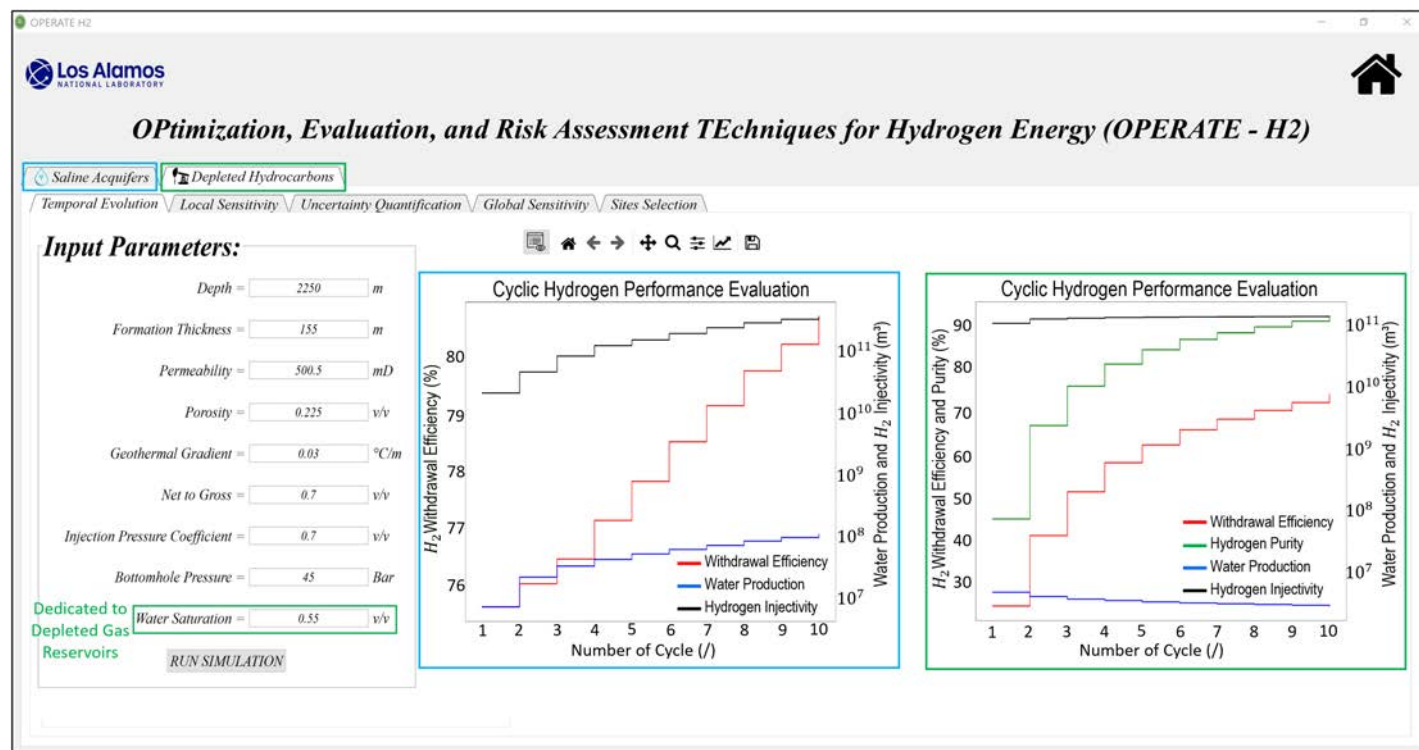 OPERATE H2
Los Alamos
NATIONAL LABORATORY
OPtimization, Evaluation, and Risk Assessment TEchniques for Hydrogen Energy (OPERATE - H2)
Saline Acquifers Depleted Hydrocarbons
Temporal Evolution Local Sensitivity Uncertainty Quantification Global Sensitivity Sites Selection
Input Parameters:
Depth = 2250 m
Formation Thickness = 155 m
Permeability = 500.5 mD
Porosity = 0.225 v/v
Geothermal Gradient = 0.03 °C/m
Net to Gross = 0.7 v/v
Injection Pressure Coefficient = 0.7 v/v
Bottomhole Pressure = 45 Bar
Dedicated to
Depleted Gas
Reservoirs
Water Saturation = 0.55 v/v
RUN SIMULATION
Cyclic Hydrogen Performance Evaluation
H₂ Withdrawal Efficiency (%)
80
79
78
77
76
Water Production and H₂ Injectivity (m³)
10¹¹
10¹⁰
10⁹
10⁸
10⁷
Withdrawal Efficiency
Water Production
Hydrogen Injectivity
1 2 3 4 5 6 7 8 9 10
Number of Cycle (/)
Cyclic Hydrogen Performance Evaluation
H₂ Withdrawal Efficiency and Purity (%)
90
80
70
60
50
40
30
Water Production and H₂ Injectivity (m³)
10¹¹
10¹⁰
10⁹
10⁸
10⁷
Withdrawal Efficiency
Hydrogen Purity
Water Production
Hydrogen Injectivity
1 2 3 4 5 6 7 8 9 10
Number of Cycle (/)